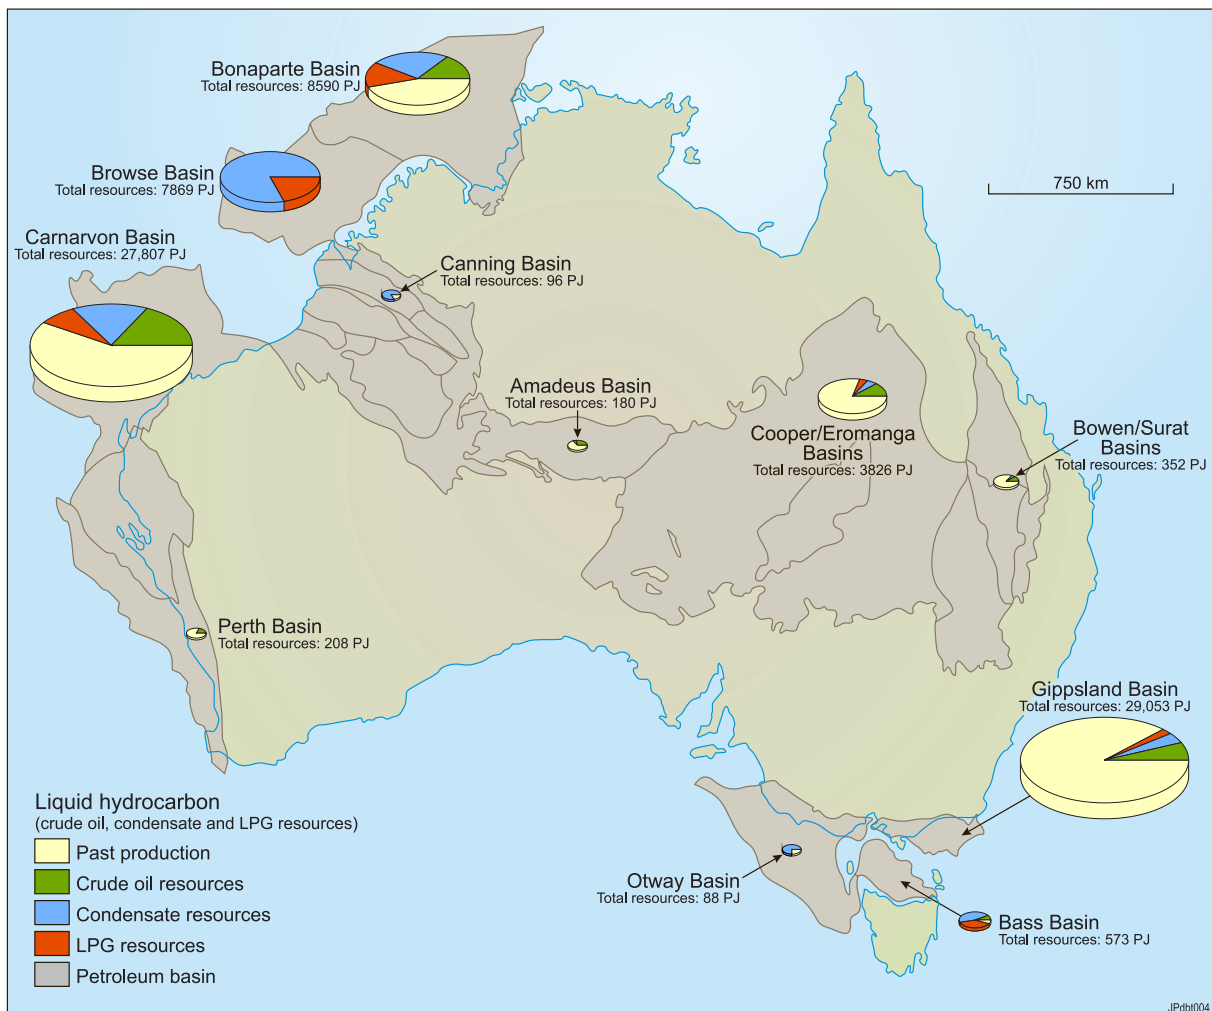 Bonaparte Basin
Total resources: 8590 PJ
Browse Basin
Total resources: 7869 PJ
750 km
Carnarvon Basin
Total resources: 27,807 PJ
Canning Basin
Total resources: 96 PJ
Amadeus Basin
Total resources: 180 PJ
Cooper/Eromanga
Basins
Total resources: 3826 PJ
Bowen/Surat
Basins
Total resources: 352 PJ
Perth Basin
Total resources: 208 PJ
Gippsland Basin
Total resources: 29,053 PJ
Otway Basin
Total resources: 88 PJ
Bass Basin
Total resources: 573 PJ
Liquid hydrocarbon
(crude oil, condensate and LPG resources)
Past production
Crude oil resources
Condensate resources
LPG resources
Petroleum basin
JPdbt004